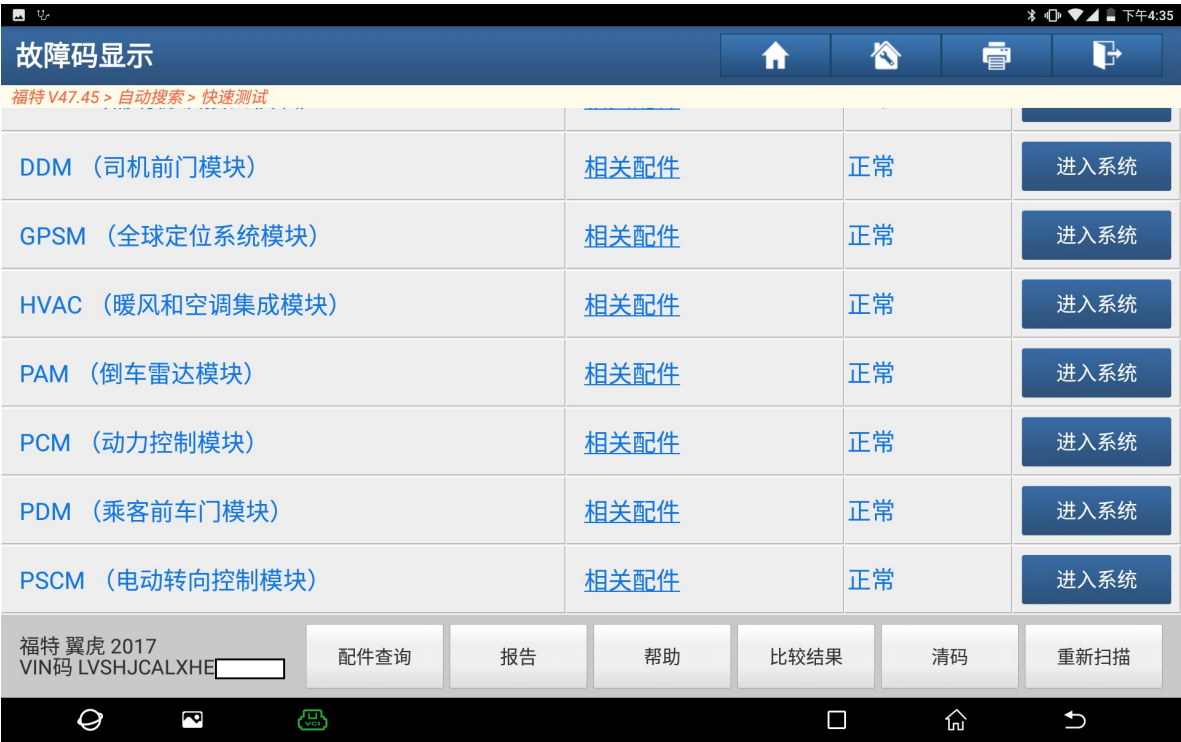 下午4:35
故障码显示
福特 V47.45 > 自动搜索 > 快速测试
DDM （司机前门模块） 相关配件 正常 进入系统
GPSM （全球定位系统模块） 相关配件 正常 进入系统
HVAC （暖风和空调集成模块） 相关配件 正常 进入系统
PAM （倒车雷达模块） 相关配件 正常 进入系统
PCM （动力控制模块） 相关配件 正常 进入系统
PDM （乘客前车门模块） 相关配件 正常 进入系统
PSCM （电动转向控制模块） 相关配件 正常 进入系统
福特 翼虎 2017
VIN码 LVSHJCALXHE
配件查询 报告 帮助 比较结果 清码 重新扫描
VCI